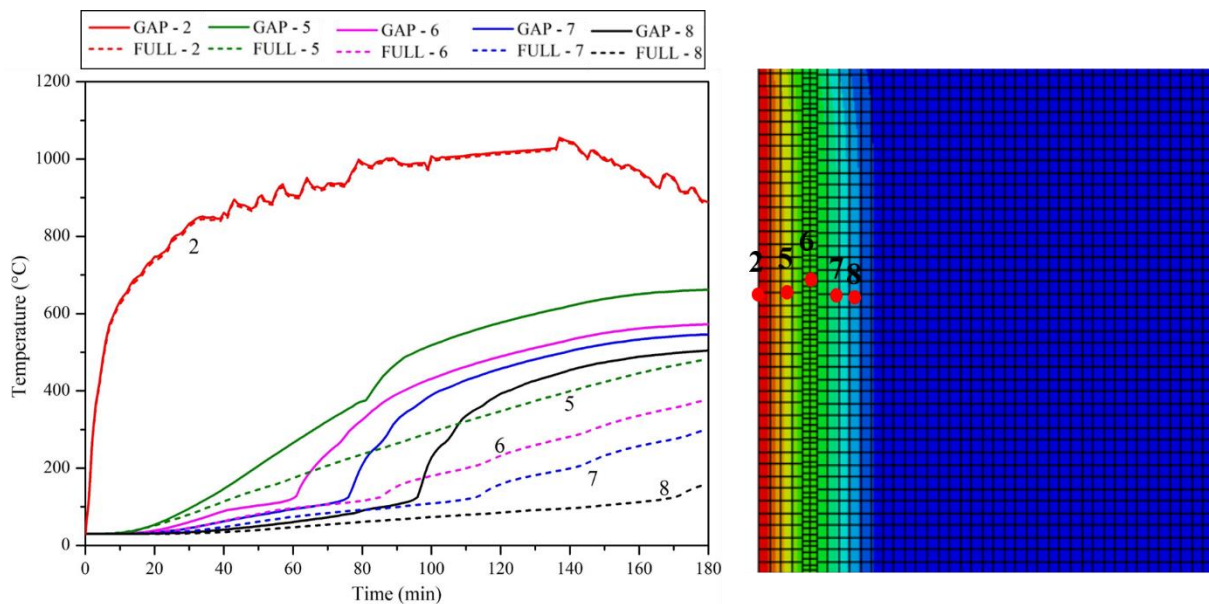 GAP - 2 GAP - 5 GAP - 6 GAP - 7 GAP - 8
FULL - 2 FULL - 5 FULL - 6 FULL - 7 FULL - 8
1200
1000
800
600
400
200
0
Temperature (°C)
2
5
6
7
8
0 20 40 60 80 100 120 140 160 180
Time (min)
6
2 5 7 8